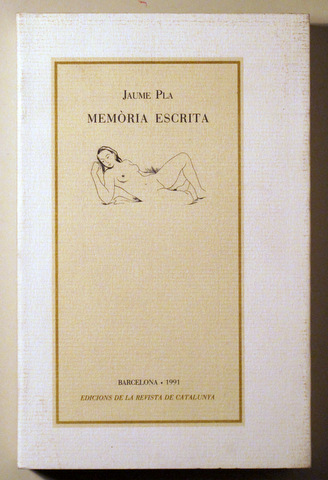 Jaume Pla
MEMÒRIA ESCRITA
BARCELONA • 1991
EDICIONS DE LA REVISTA DE CATALUNYA